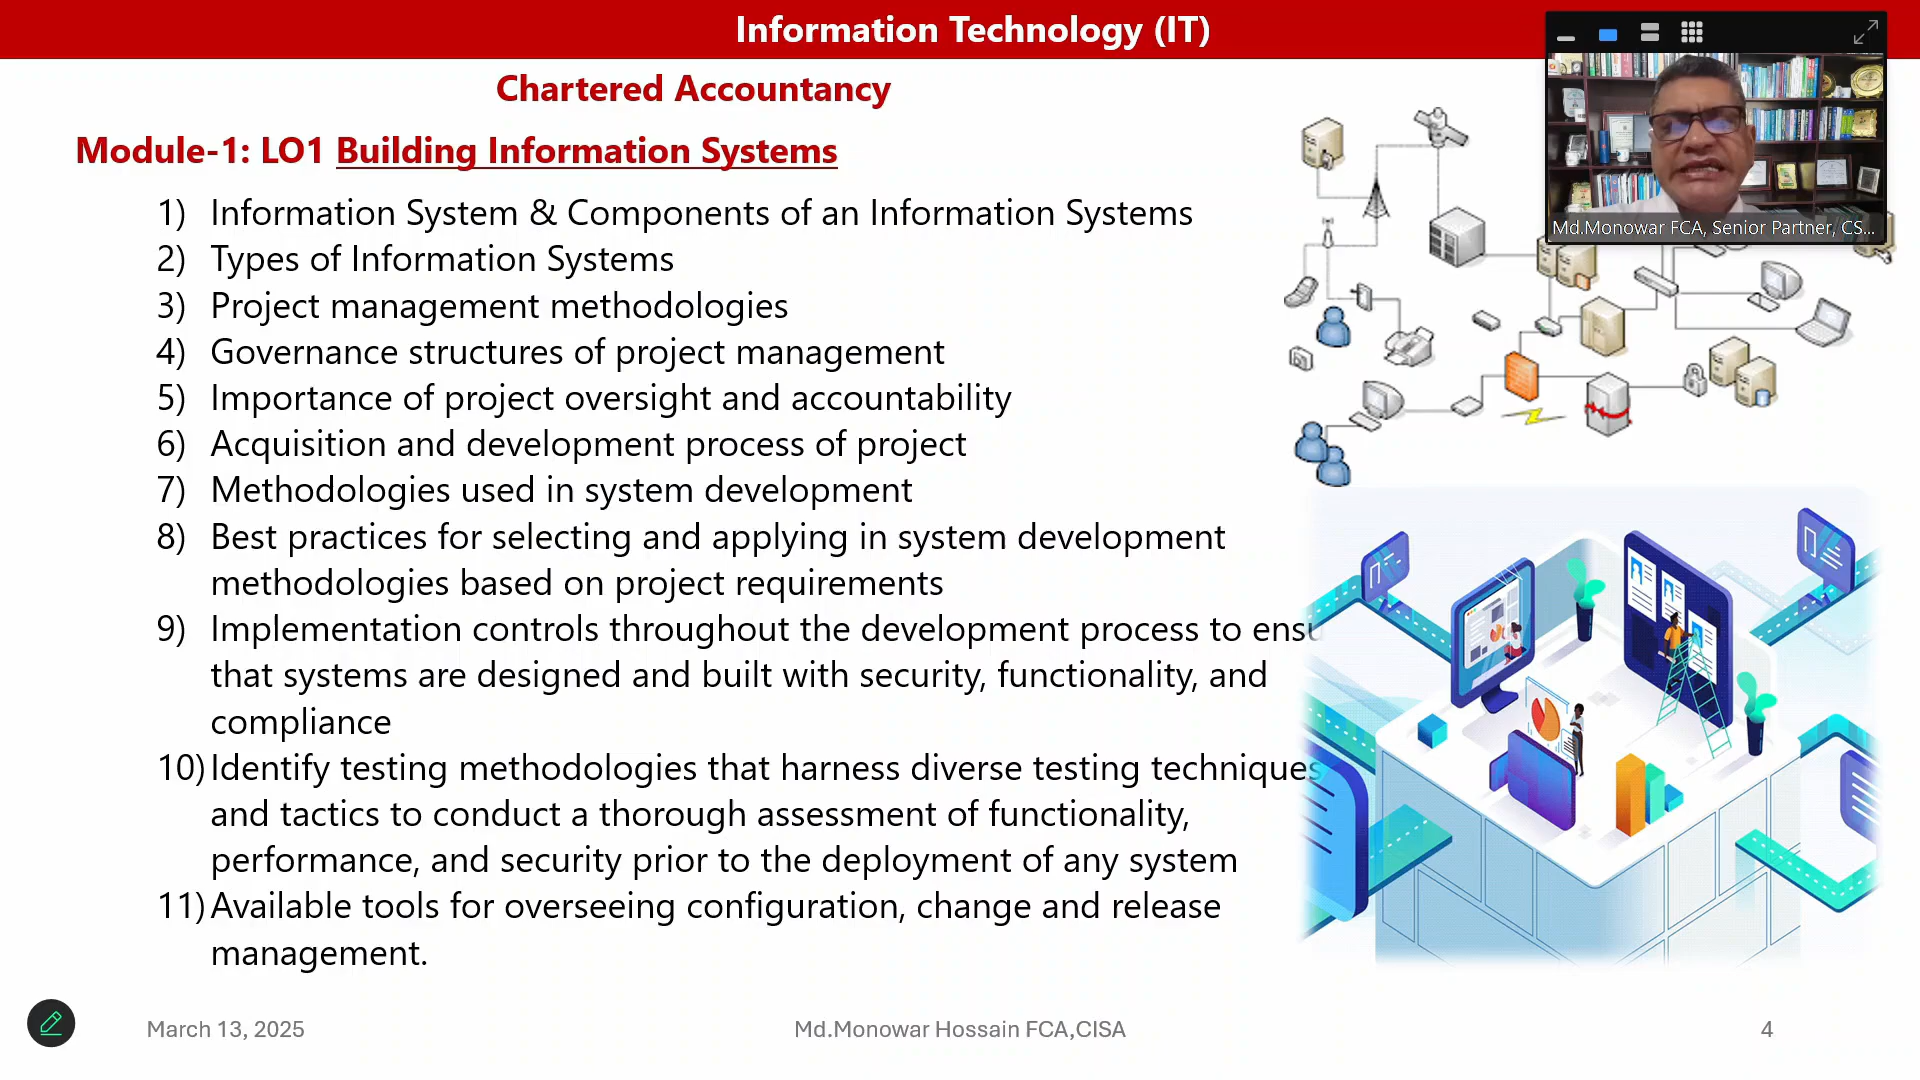 Information Technology (IT)
Chartered Accountancy
Module-1: LO1 Building Information Systems
1) Information System & Components of an Information Systems
2) Types of Information Systems
3) Project management methodologies
4) Governance structures of project management
5) Importance of project oversight and accountability
6) Acquisition and development process of project
7) Methodologies used in system development
8) Best practices for selecting and applying in system development
methodologies based on project requirements
9) Implementation controls throughout the development process to ensu
that systems are designed and built with security, functionality, and
compliance
10) Identify testing methodologies that harness diverse testing techniques
and tactics to conduct a thorough assessment of functionality,
performance, and security prior to the deployment of any system
11) Available tools for overseeing configuration, change and release
management.
Md.Monowar FCA, Senior Partner, CS...
March 13, 2025
Md.Monowar Hossain FCA,CISA
4